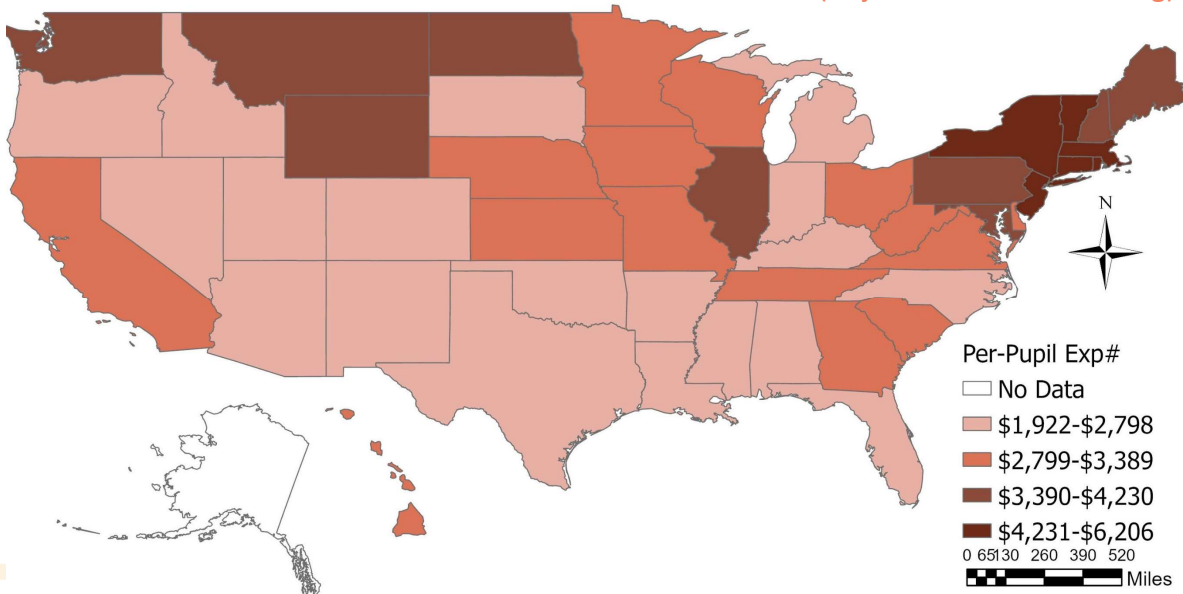 N
Per-Pupil Exp#
No Data
$1,922-$2,798
$2,799-$3,389
$3,390-$4,230
$4,231-$6,206
0 65130 260 390 520
Miles